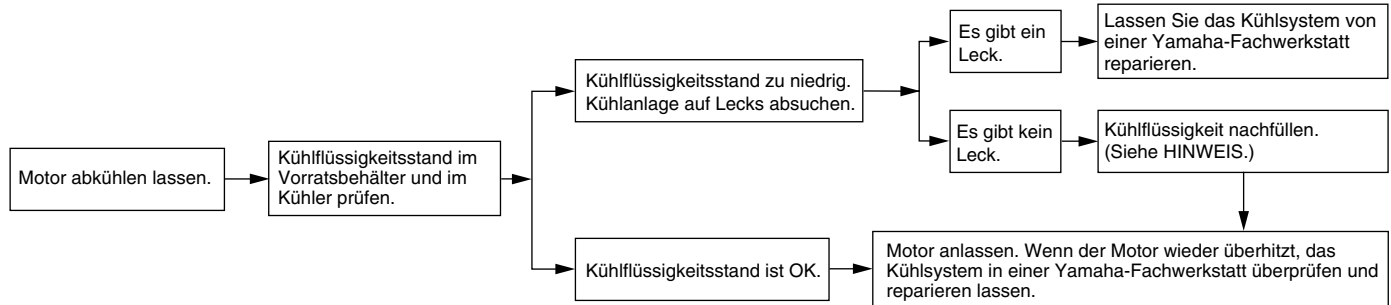 Motor abkühlen lassen.
Kühlflüssigkeitsstand im
Vorratsbehälter und im
Kühler prüfen.
Kühlflüssigkeitsstand zu niedrig.
Kühlanlage auf Lecks absuchen.
Es gibt ein
Leck.
Lassen Sie das Kühlsystem von
einer Yamaha-Fachwerkstatt
reparieren.
Es gibt kein
Leck.
Kühlflüssigkeit nachfüllen.
(Siehe HINWEIS.)
Kühlflüssigkeitsstand ist OK.
Motor anlassen. Wenn der Motor wieder überhitzt, das
Kühlsystem in einer Yamaha-Fachwerkstatt überprüfen und
reparieren lassen.